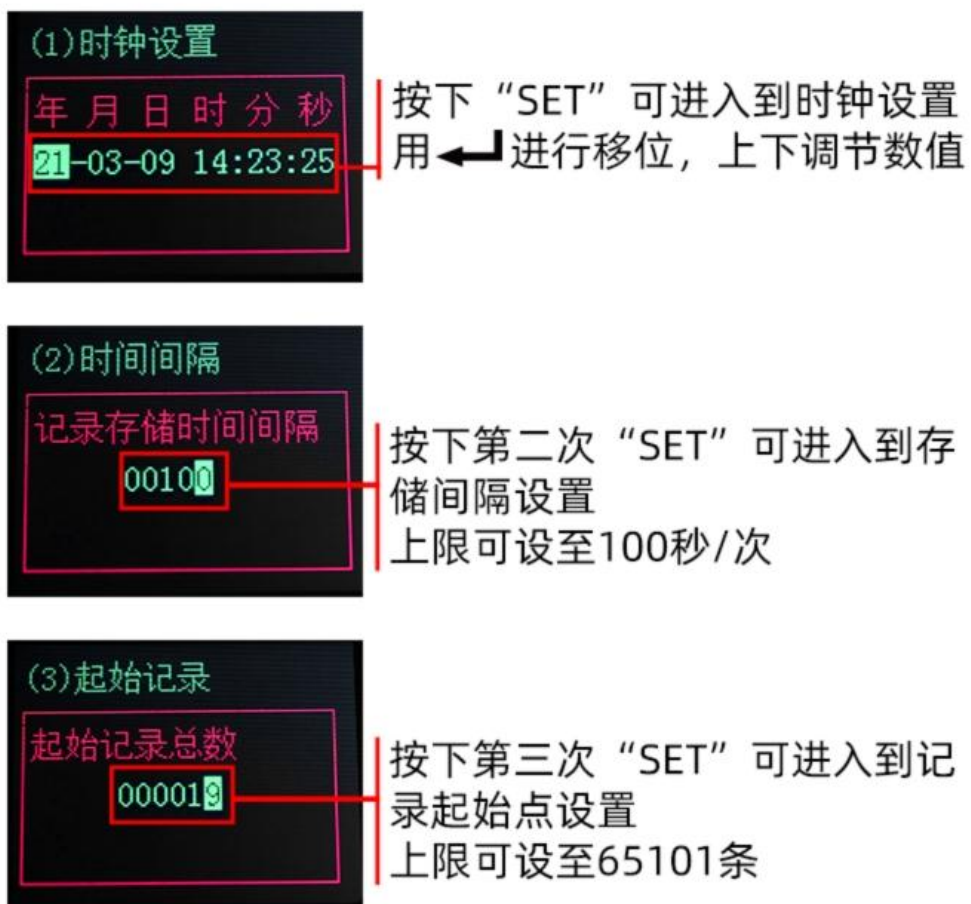 (1)时钟设置
年 月 日 时 分 秒
21-03-09 14:23:25
按下“SET”可进入到时钟设置
用进行移位，上下调节数值
(2)时间间隔
记录存储时间间隔
00100
按下第二次“SET”可进入到存
储间隔设置
上限可设至100秒/次
(3)起始记录
起始记录总数
000019
按下第三次“SET”可进入到记
录起始点设置
上限可设至65101条